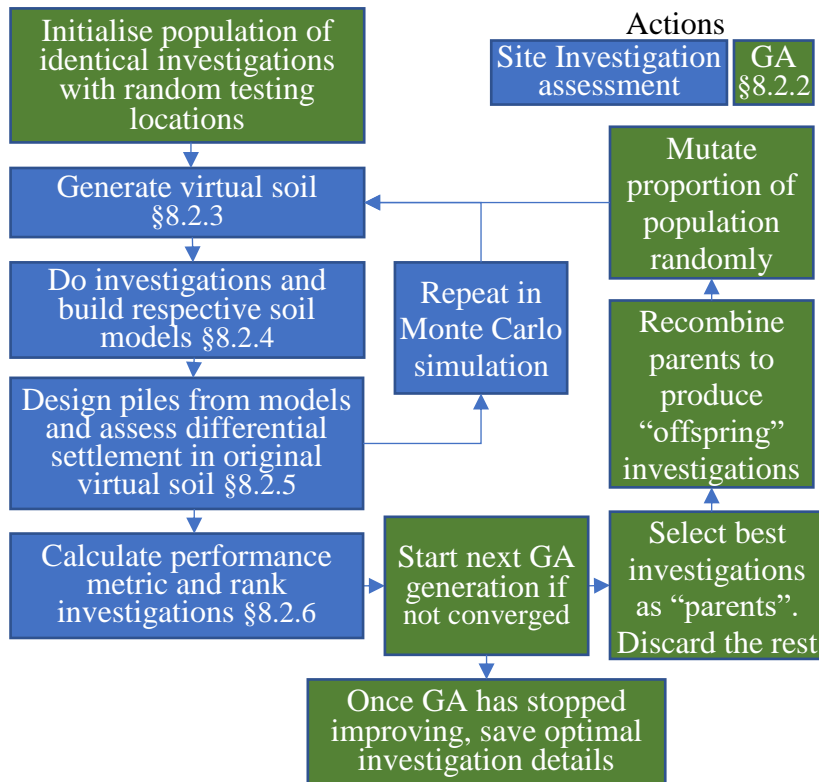 Initialise population of
identical investigations
with random testing
locations
Actions
Site Investigation
assessment
GA
§8.2.2
Generate virtual soil
§8.2.3
Do investigations and
build respective soil
models §8.2.4
Design piles from models
and assess differential
settlement in original
virtual soil §8.2.5
Repeat in
Monte Carlo
simulation
Calculate performance
metric and rank
investigations §8.2.6
Start next GA
generation if
not converged
Select best
investigations
as “parents”.
Discard the rest
Recombine
parents to
produce
“offspring”
investigations
Mutate
proportion of
population
randomly
Once GA has stopped
improving, save optimal
investigation details